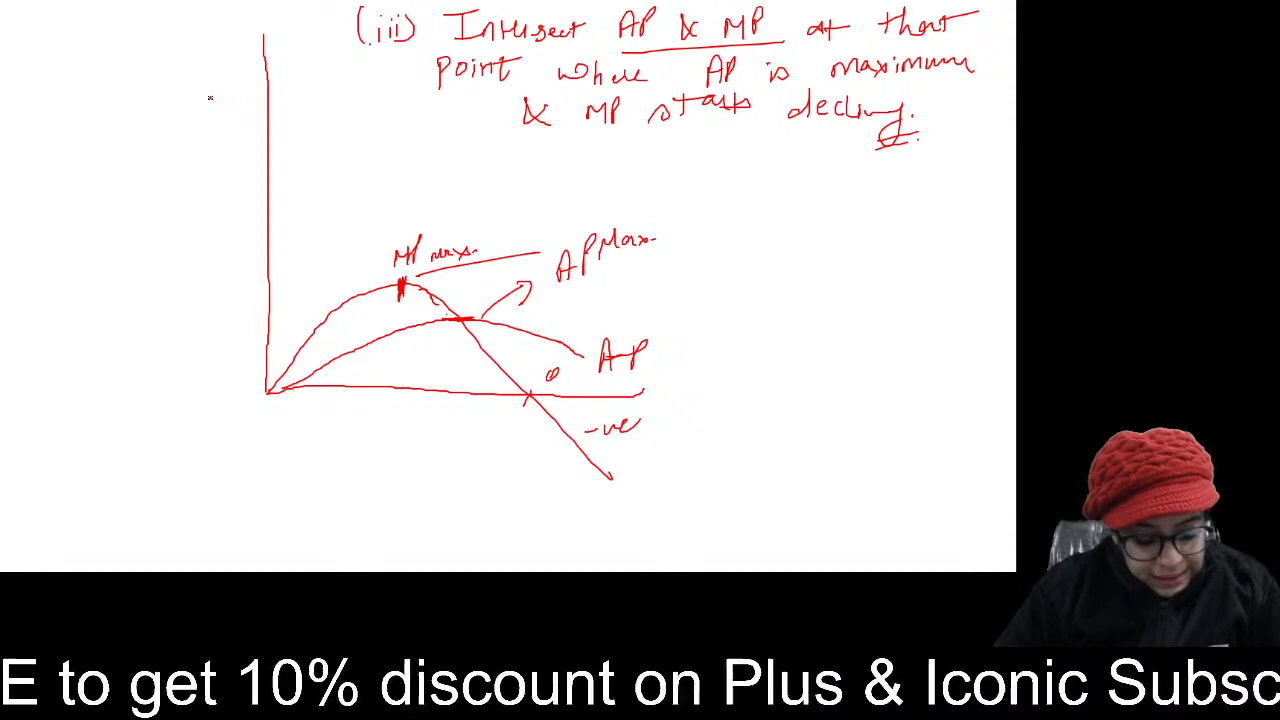 (iii) Intersect AP & MP at that
point where AP is maximum
& MP starts decling.
MP max.
AP Max.
AP
0
-ve
E to get 10% discount on Plus & Iconic Subsc